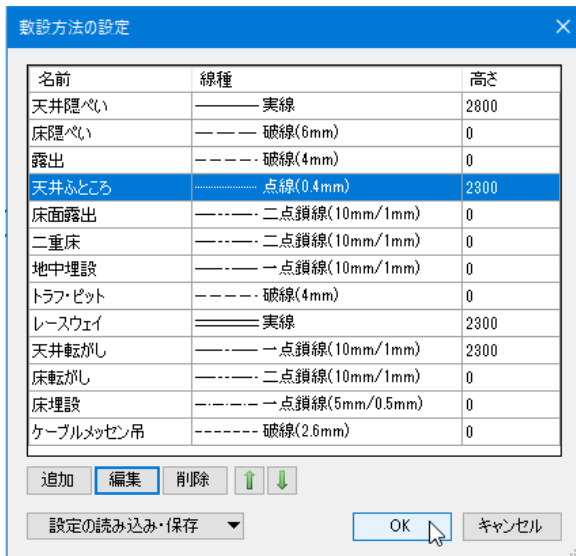 敷設方法の設定
名前 線種 高さ
天井隠ぺい 実線 2800
床隠ぺい 破線(6mm) 0
露出 破線(4mm) 0
天井ふところ 点線(0.4mm) 2300
床面露出 二点鎖線(10mm/1mm) 0
二重床 二点鎖線(10mm/1mm) 0
地中埋設 一点鎖線(10mm/1mm) 0
トラフ・ピット 破線(4mm) 0
レースウェイ 実線 2300
天井転がし 一点鎖線(10mm/1mm) 2300
床転がし 二点鎖線(10mm/1mm) 0
床埋設 一点鎖線(5mm/0.5mm) 0
ケーブルメッセン吊 破線(2.6mm) 0
追加 編集 削除
設定の読み込み・保存 OK キャンセル